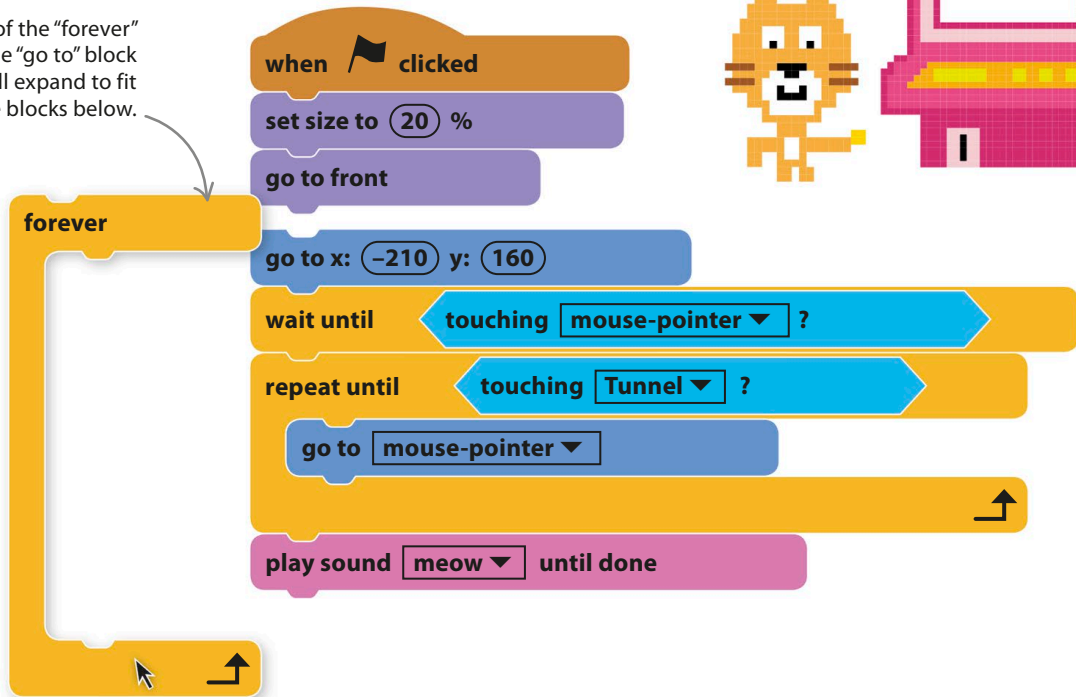 of the “forever”
e “go to” block
ll expand to fit
blocks below.
when clicked
set size to 20 %
go to front
forever
go to x: –210 y: 160
wait until touching mouse-pointer ?
repeat until touching Tunnel ?
go to mouse-pointer
play sound meow until done